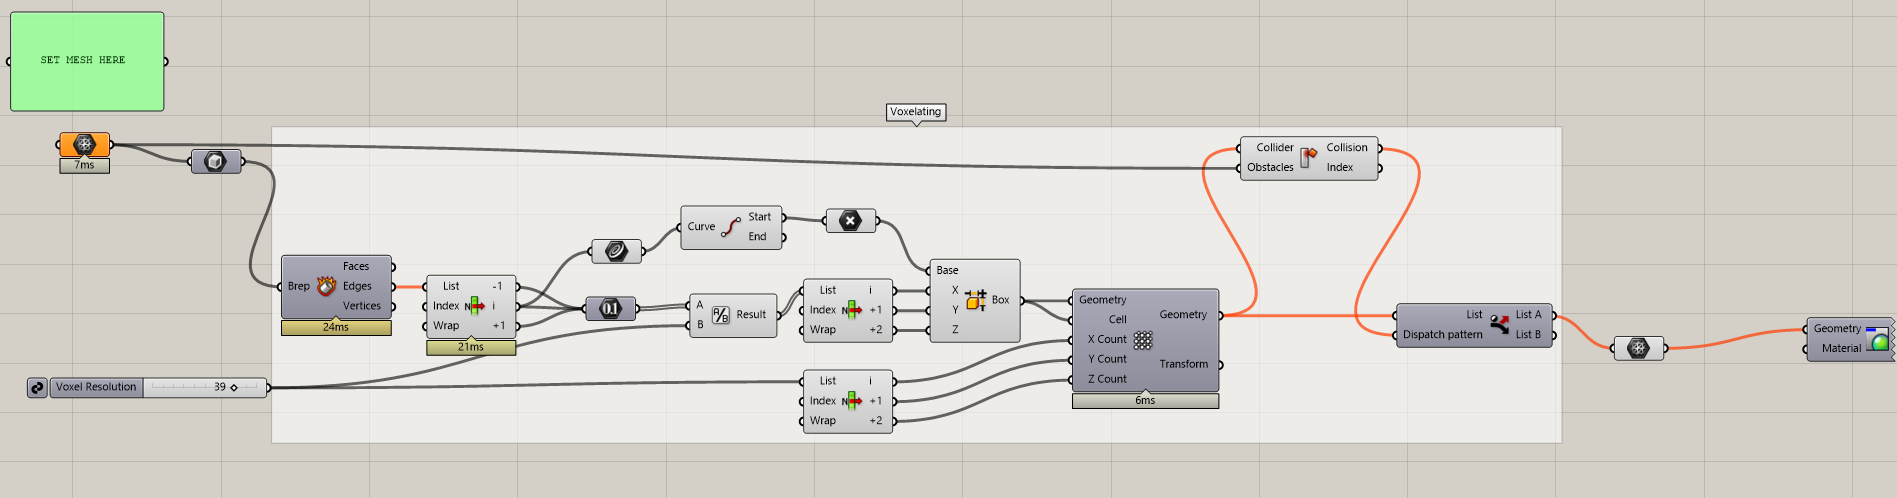 SET MESH HERE
Voxelating
7ms
Collider
Collision
Obstacles
Index
Curve
Start
End
Brep
Faces
Edges
Vertices
24ms
List
-1
Index
N
i
Wrap
+1
21ms
0.1
A
B
A/B
Result
List
i
Index
N
+1
Wrap
+2
Base
X
Y
Z
Box
Geometry
Cell
X Count
Y Count
Z Count
Geometry
Transform
6ms
List
List A
Dispatch pattern
List B
Geometry
Material
Voxel Resolution
39
List
i
Index
N
+1
Wrap
+2